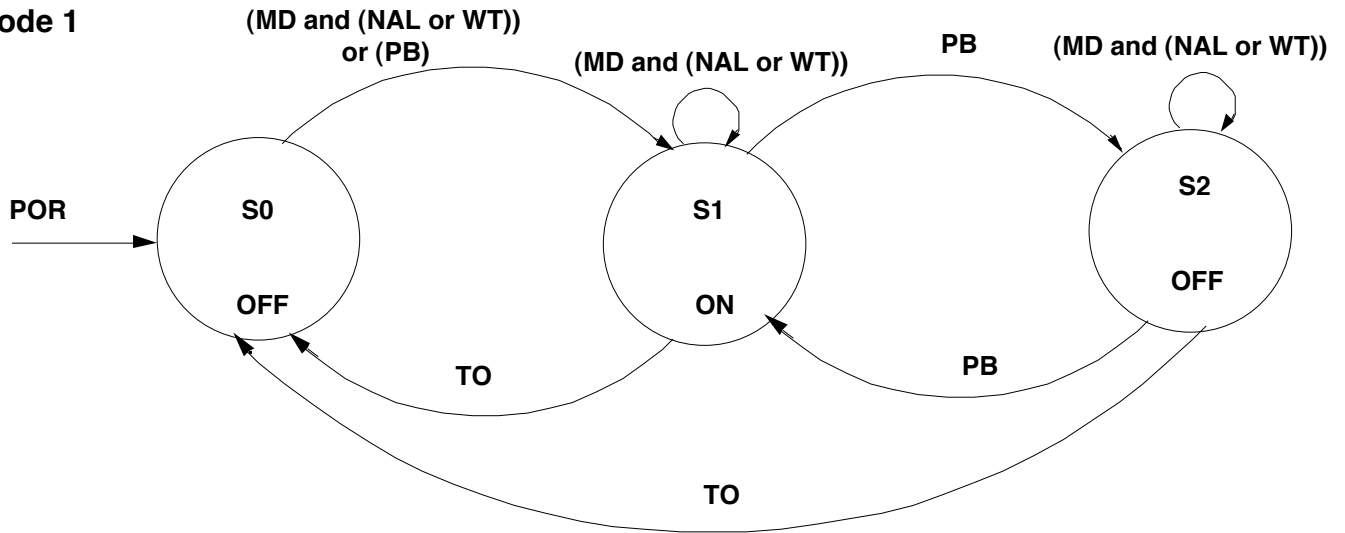 ode 1
(MD and (NAL or WT))
or (PB)
(MD and (NAL or WT))
PB
(MD and (NAL or WT))
POR
S0
OFF
S1
ON
S2
OFF
TO
PB
TO